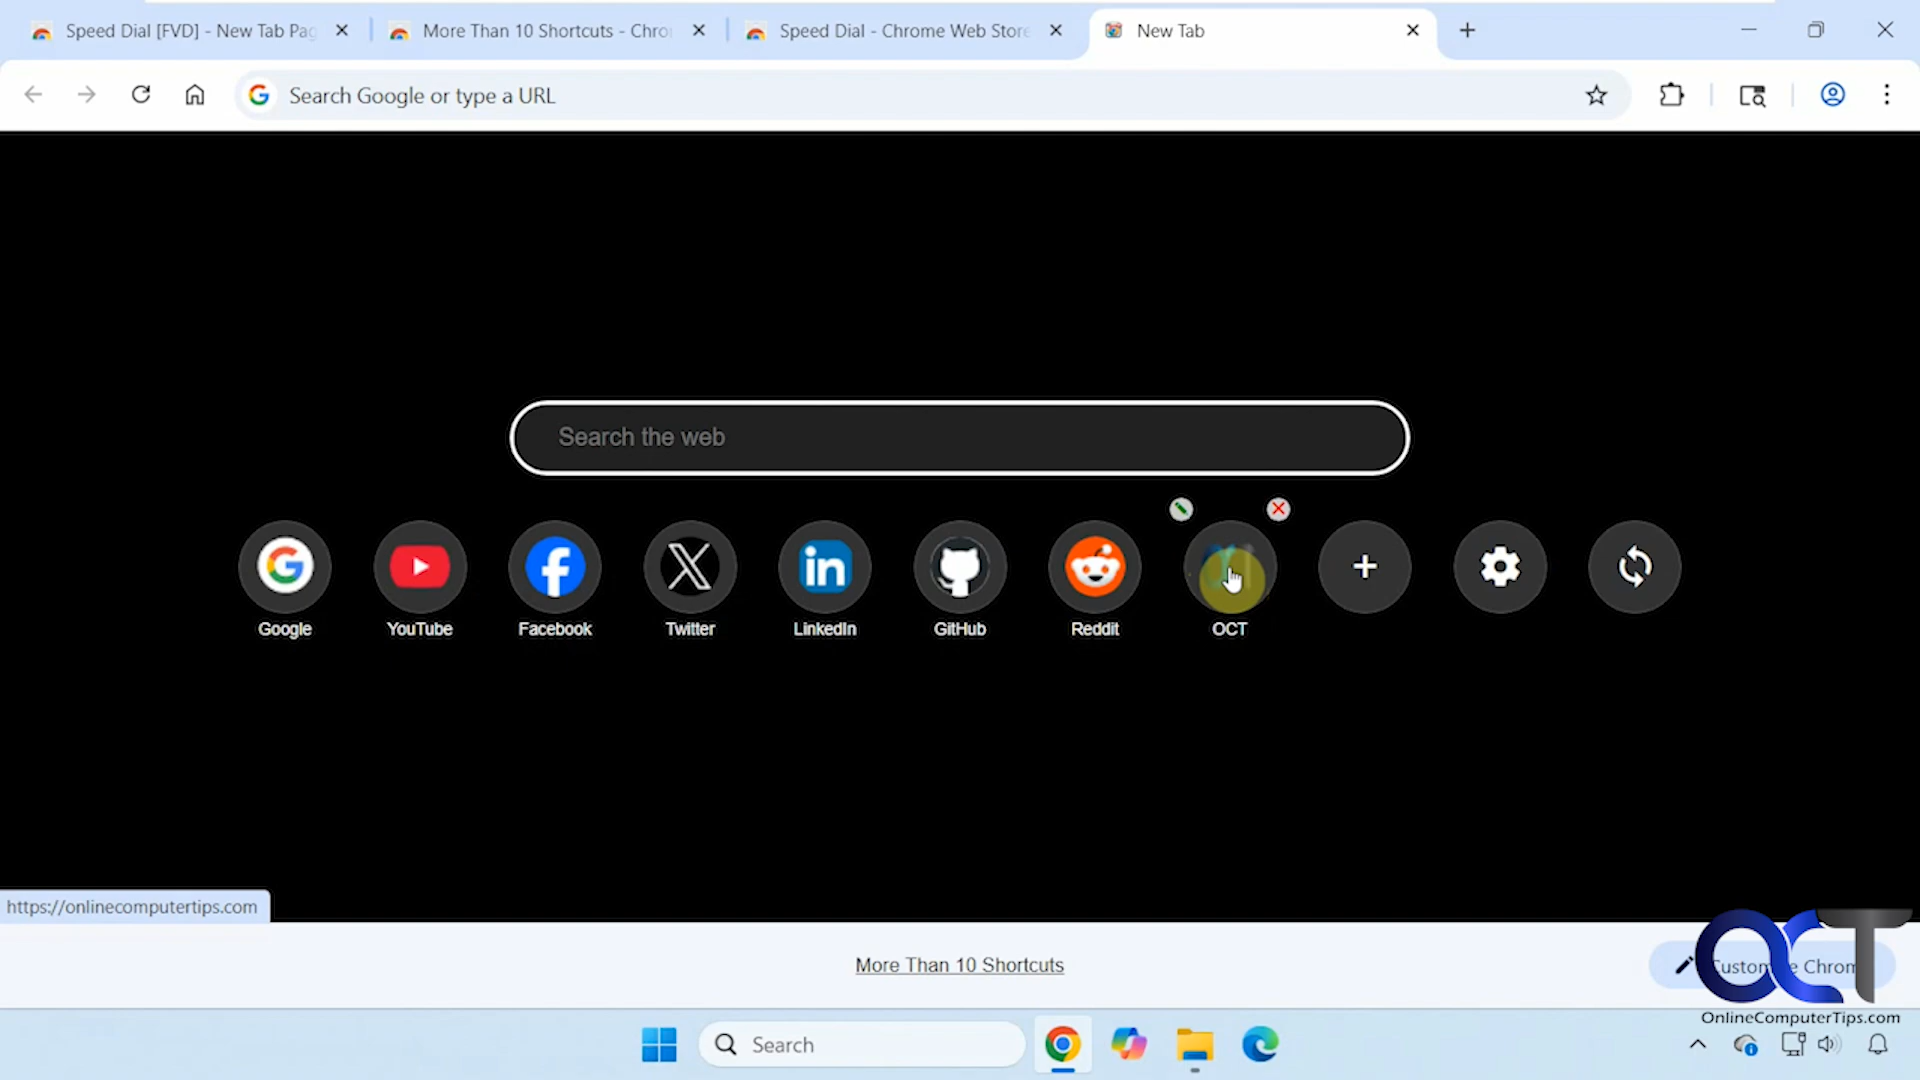 Speed Dial [FVD] - New Tab Pag
More Than 10 Shortcuts - Chro
Speed Dial - Chrome Web Store
New Tab
Search Google or type a URL
Search the web
Google
YouTube
Facebook
Twitter
LinkedIn
GitHub
Reddit
OCT
https://onlinecomputertips.com
More Than 10 Shortcuts
Chrom
OCT
OnlineComputerTips.com
Search